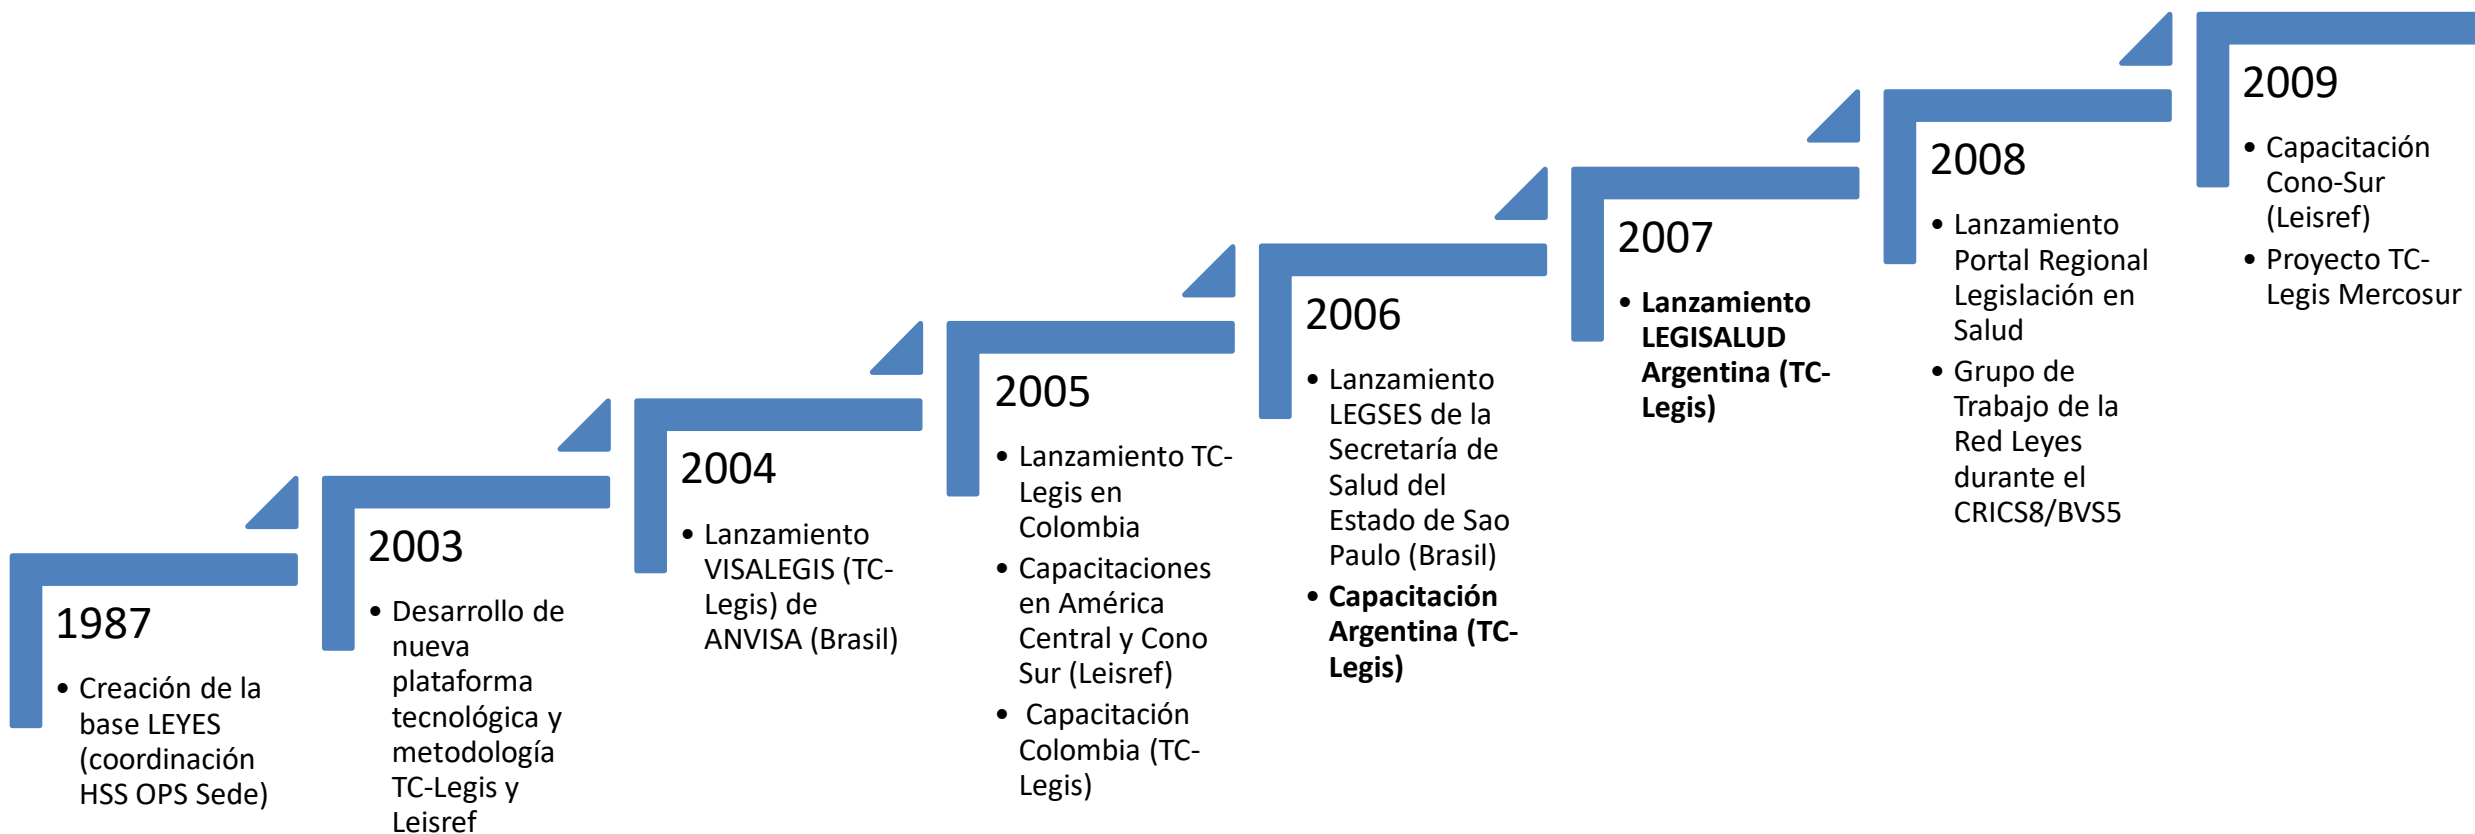 1987
• Creación de la
base LEYES
(coordinación
HSS OPS Sede)
2003
• Desarrollo de
nueva
plataforma
tecnológica y
metodología
TC-Legis y
Leisref
2004
• Lanzamiento
VISALEGIS (TC-
Legis) de
ANVISA (Brasil)
2005
• Lanzamiento TC-
Legis en
Colombia
• Capacitaciones
en América
Central y Cono
Sur (Leisref)
• Capacitación
Colombia (TC-
Legis)
2006
• Lanzamiento
LEGSES de la
Secretaría de
Salud del
Estado de Sao
Paulo (Brasil)
• Capacitación
Argentina (TC-
Legis)
2007
• Lanzamiento
LEGISALUD
Argentina (TC-
Legis)
2008
• Lanzamiento
Portal Regional
Legislación en
Salud
• Grupo de
Trabajo de la
Red Leyes
durante el
CRICS8/BVS5
2009
• Capacitación
Cono-Sur
(Leisref)
• Proyecto TC-
Legis Mercosur